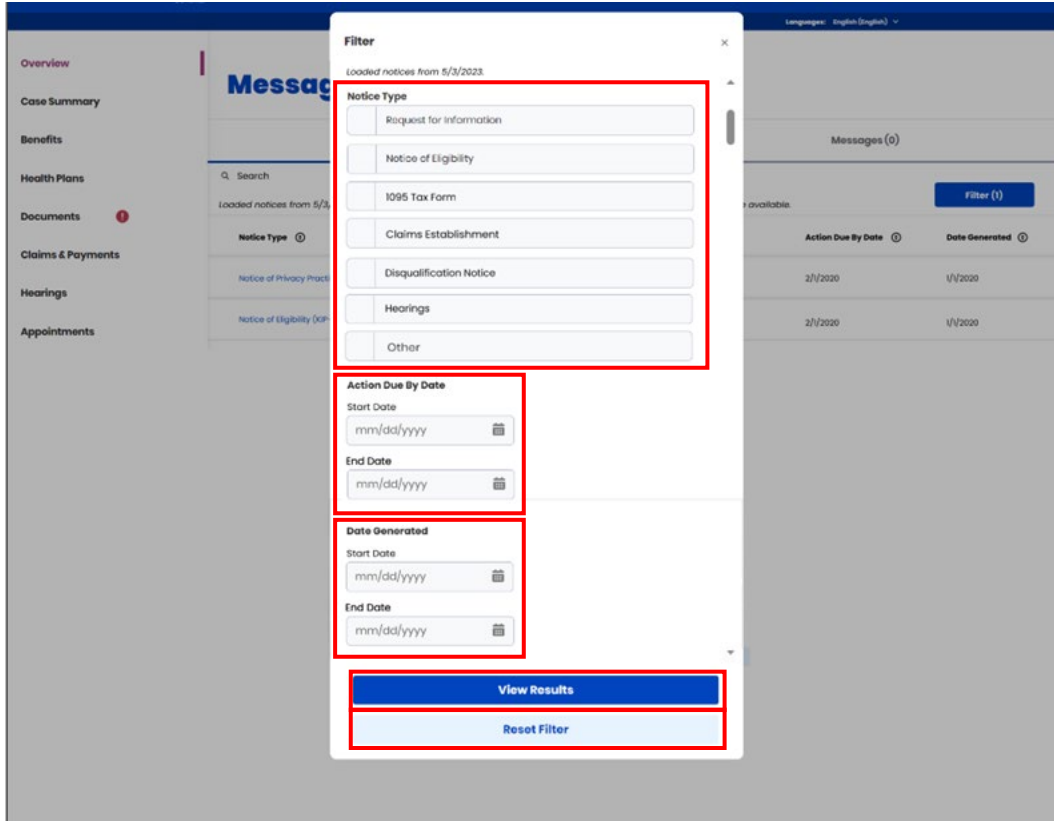 Languages: English (English)
Overview
Case Summary
Benefits
Health Plans
Documents
Claims & Payments
Hearings
Appointments
Messag
Messages (0)
Search
Loaded notices from 5/3,
available.
Filter (1)
Notice Type
Action Due By Date
Date Generated
Notice of Privacy Practi
2/1/2020
1/1/2020
Notice of Eligibility (KIP-
2/1/2020
1/1/2020
Filter
Loaded notices from 5/3/2023.
Notice Type
Request for Information
Notice of Eligibility
1095 Tax Form
Claims Establishment
Disqualification Notice
Hearings
Other
Action Due By Date
Start Date
mm/dd/yyyy
End Date
mm/dd/yyyy
Date Generated
Start Date
mm/dd/yyyy
End Date
mm/dd/yyyy
View Results
Reset Filter